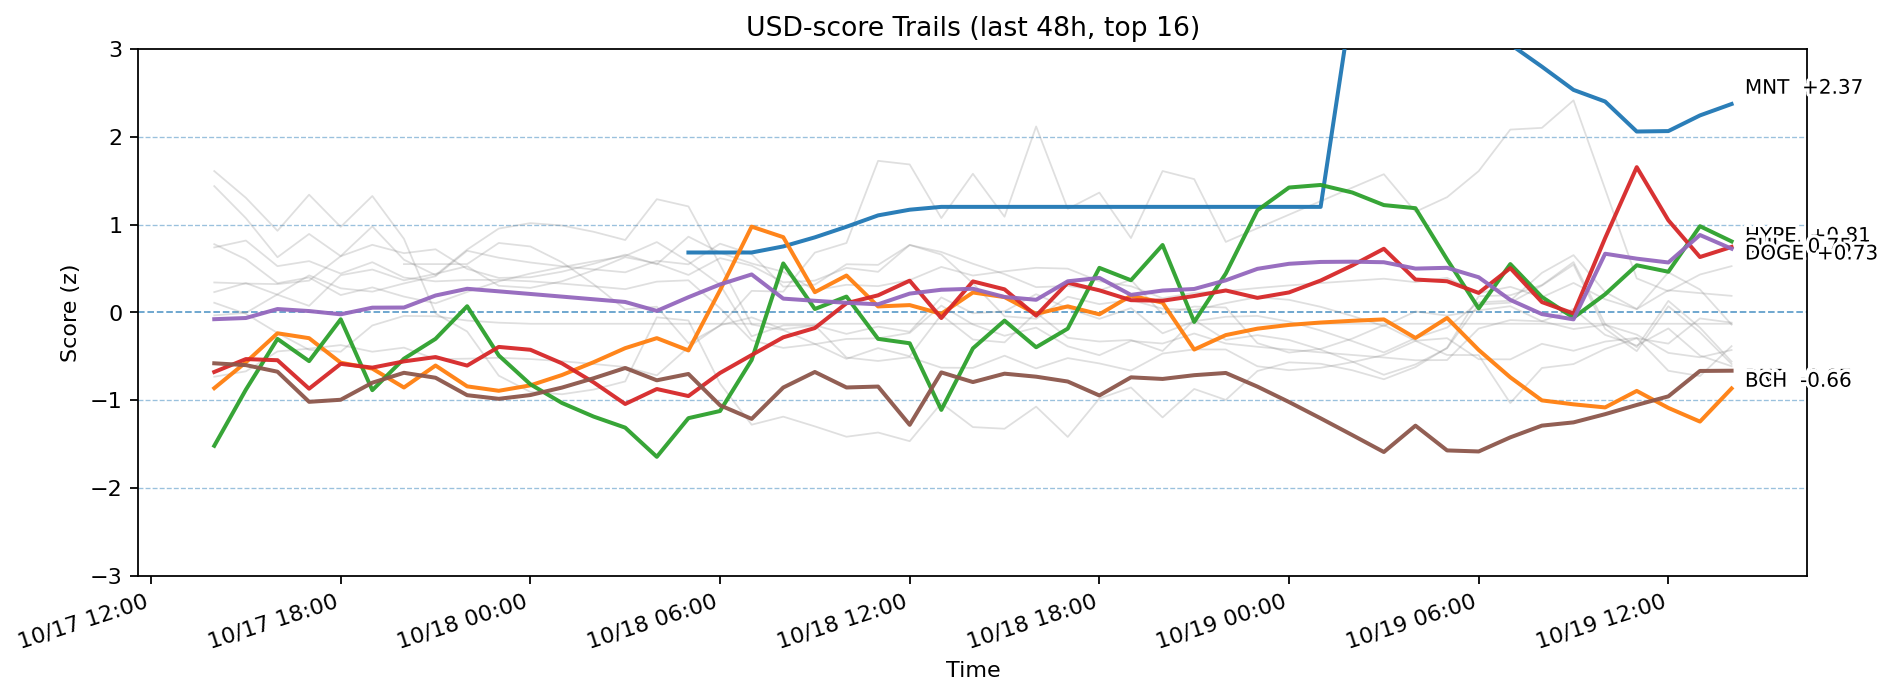 USD-score Trails (last 48h, top 16)
3
2
1
0
−1
−2
−3
Score (z)
MNT +2.37
HYPE +0.81
DOGE +0.73
BCH -0.66
10/17 12:00
10/17 18:00
10/18 00:00
10/18 06:00
10/18 12:00
10/18 18:00
10/19 00:00
10/19 06:00
10/19 12:00
Time